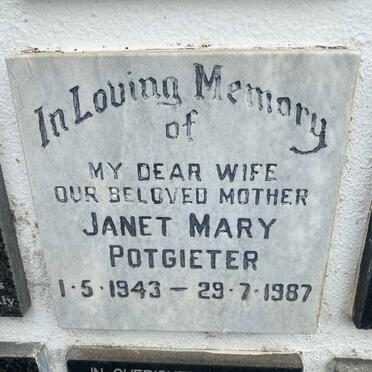 In Loving Memory
of
MY DEAR WIFE
OUR BELOVED MOTHER
JANET MARY
POTGIETER
1·5·1943 – 29·7·1987